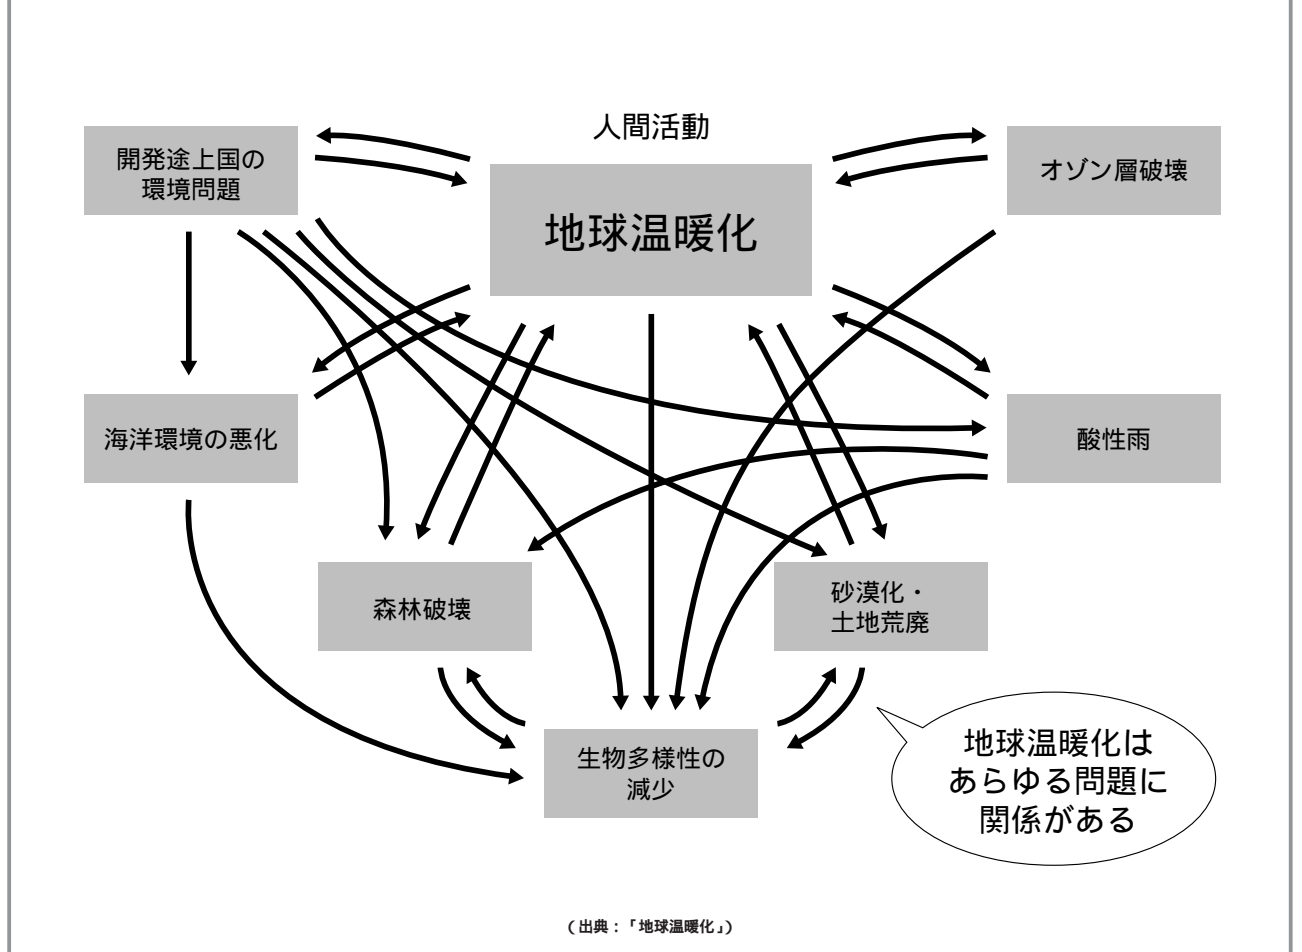 人間活動
開発途上国の
環境問題
地球温暖化
オゾン層破壊
海洋環境の悪化
酸性雨
森林破壊
砂漠化・
土地荒廃
生物多様性の
減少
地球温暖化は
あらゆる問題に
関係がある
（出典：「地球温暖化」）